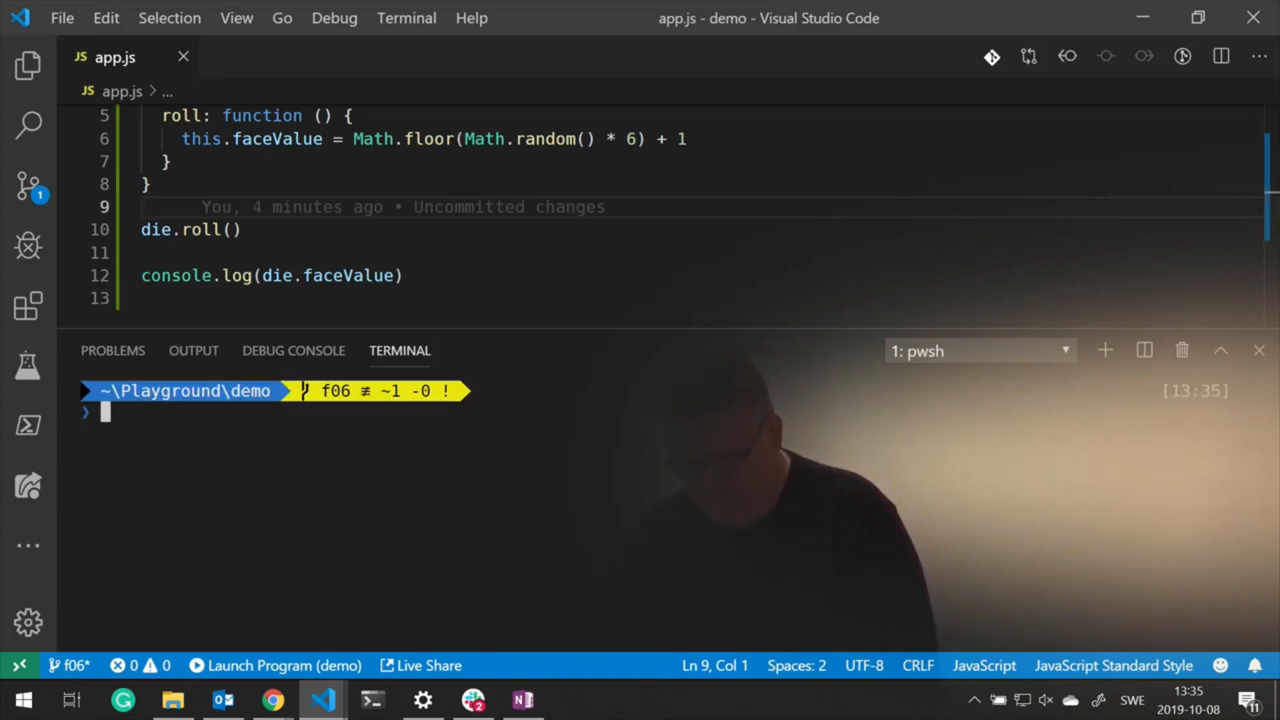 File Edit Selection View Go Debug Terminal Help app.js - demo - Visual Studio Code
JS app.js
JS app.js > ...
5 roll: function () {
6 this.faceValue = Math.floor(Math.random() * 6) + 1
7 }
8 }
9 You, 4 minutes ago • Uncommitted changes
10 die.roll()
11
12 console.log(die.faceValue)
13
1
PROBLEMS OUTPUT DEBUG CONSOLE TERMINAL 1: pwsh
~\Playground\demo f06 ≢ ~1 -0 ! [13:35]
❯
f06* 0 0 Launch Program (demo) Live Share Ln 9, Col 1 Spaces: 2 UTF-8 CRLF JavaScript JavaScript Standard Style
SWE 13:35
2019-10-08
2
11